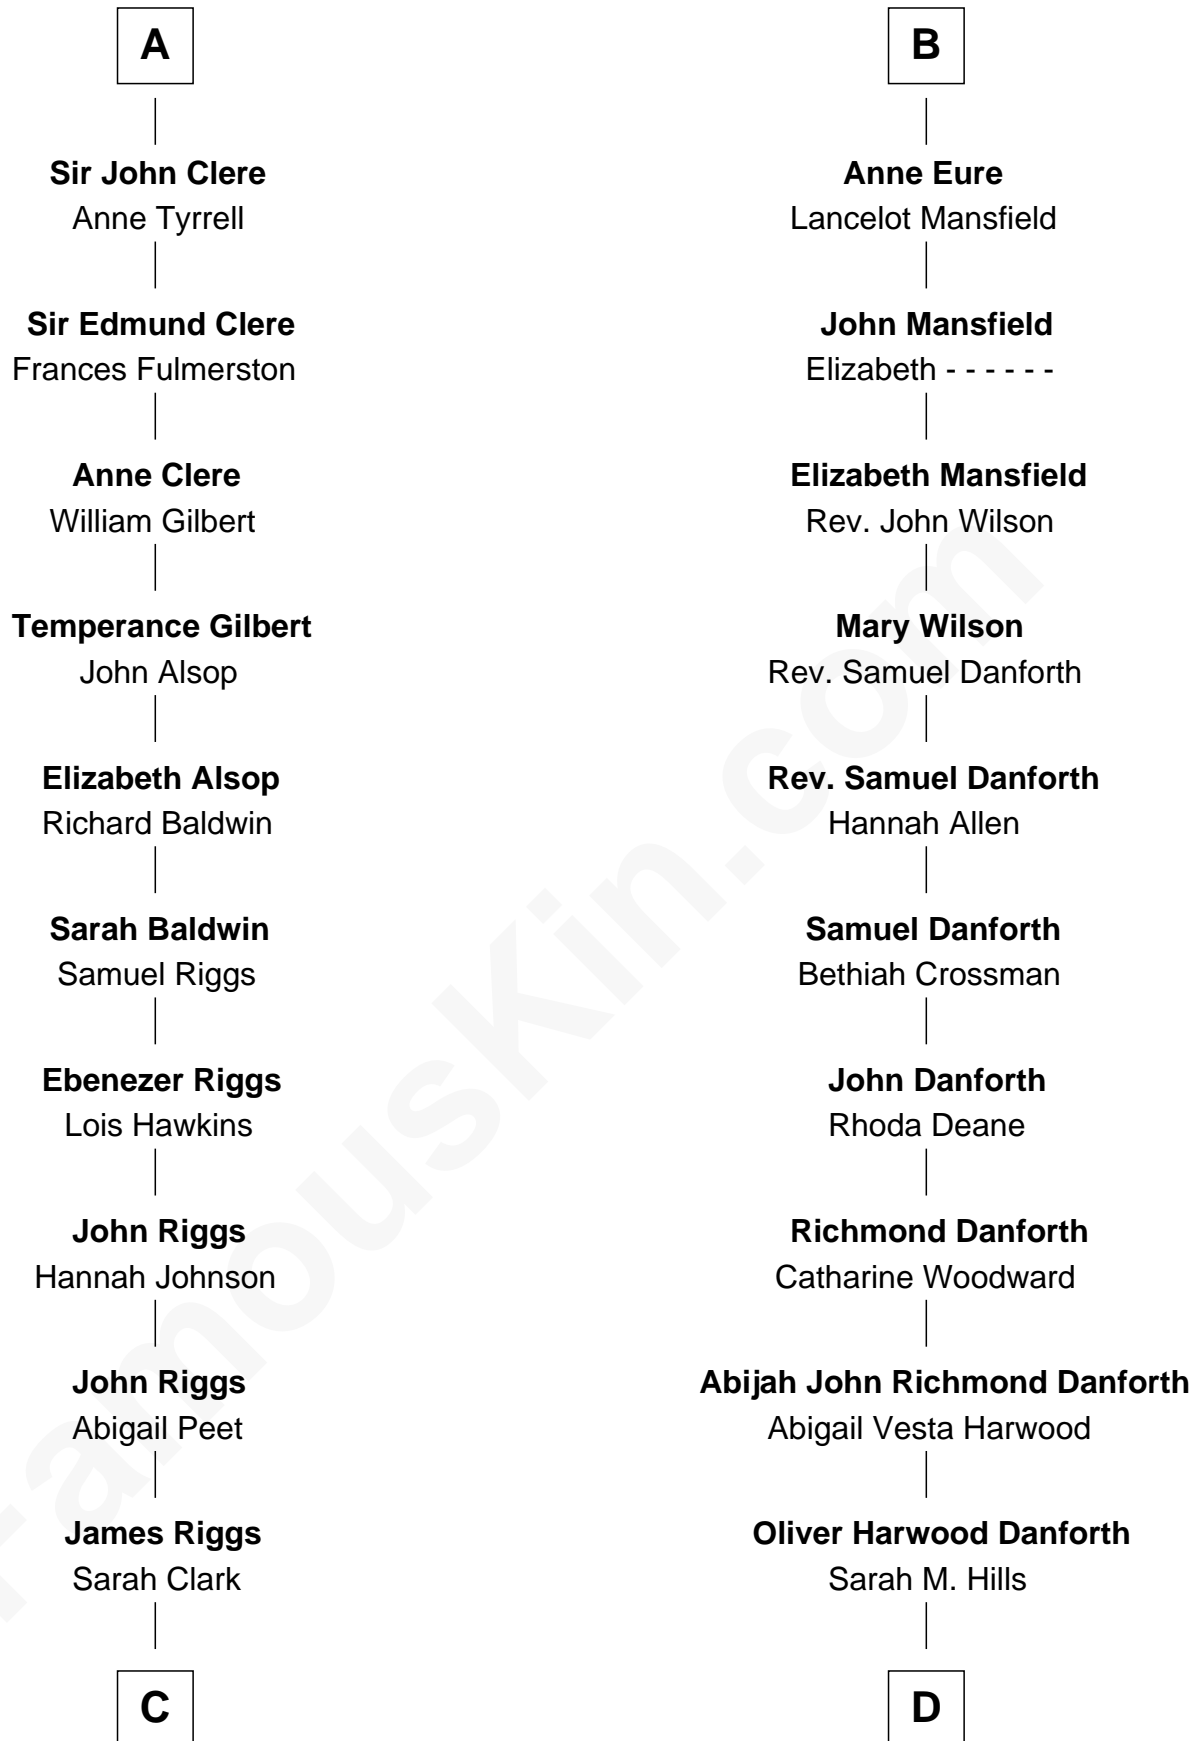 A
Sir John Clere
Anne Tyrrell
Sir Edmund Clere
Frances Fulmerston
Anne Clere
William Gilbert
Temperance Gilbert
John Alsop
Elizabeth Alsop
Richard Baldwin
Sarah Baldwin
Samuel Riggs
Ebenezer Riggs
Lois Hawkins
John Riggs
Hannah Johnson
John Riggs
Abigail Peet
James Riggs
Sarah Clark
C
B
Anne Eure
Lancelot Mansfield
John Mansfield
Elizabeth - - - - - -
Elizabeth Mansfield
Rev. John Wilson
Mary Wilson
Rev. Samuel Danforth
Rev. Samuel Danforth
Hannah Allen
Samuel Danforth
Bethiah Crossman
John Danforth
Rhoda Deane
Richmond Danforth
Catharine Woodward
Abijah John Richmond Danforth
Abigail Vesta Harwood
Oliver Harwood Danforth
Sarah M. Hills
D
FamousKin.com